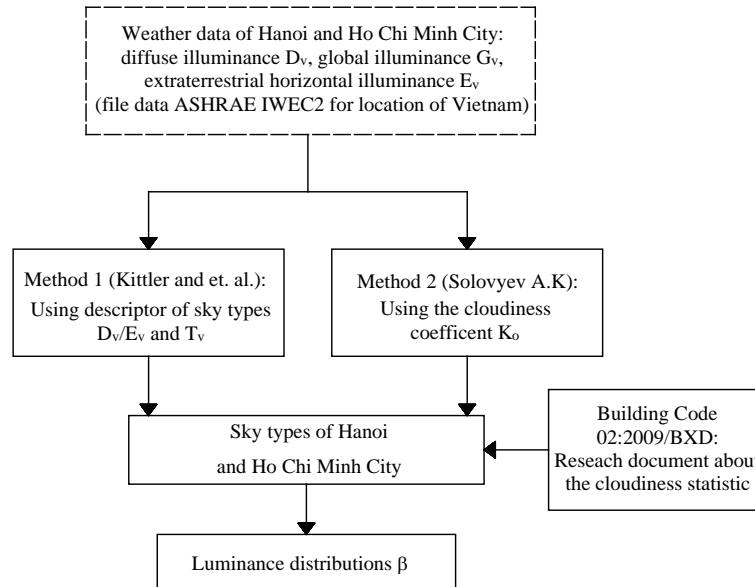 Weather data of Hanoi and Ho Chi Minh City:
diffuse illuminance Dv, global illuminance Gv,
extraterrestrial horizontal illuminance Ev
(file data ASHRAE IWEC2 for location of Vietnam)
Method 1 (Kittler and et. al.):
Using descriptor of sky types
Dv/Ev and Tv
Method 2 (Solovyev A.K):
Using the cloudiness
coefficent Ko
Building Code
02:2009/BXD:
Reseach document about
the cloudiness statistic
Sky types of Hanoi
and Ho Chi Minh City
Luminance distributions β